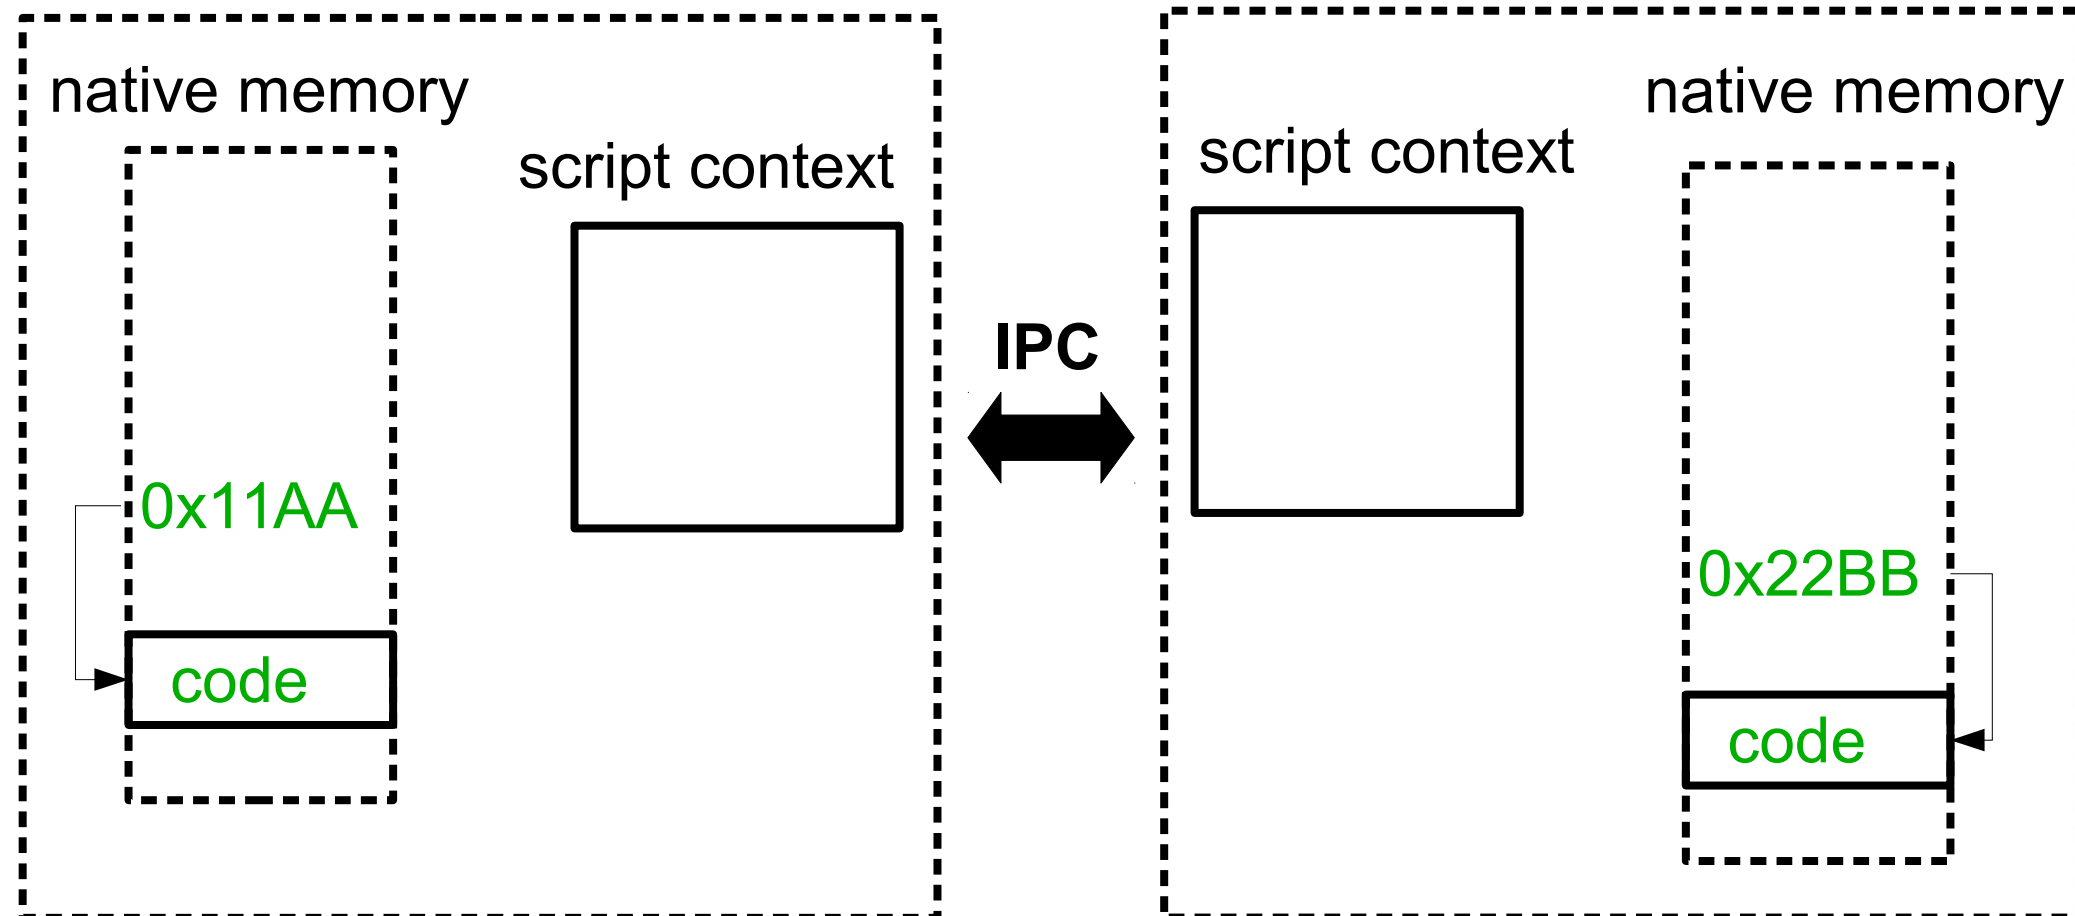 native memory
script context
0x11AA
code
IPC
script context
native memory
0x22BB
code